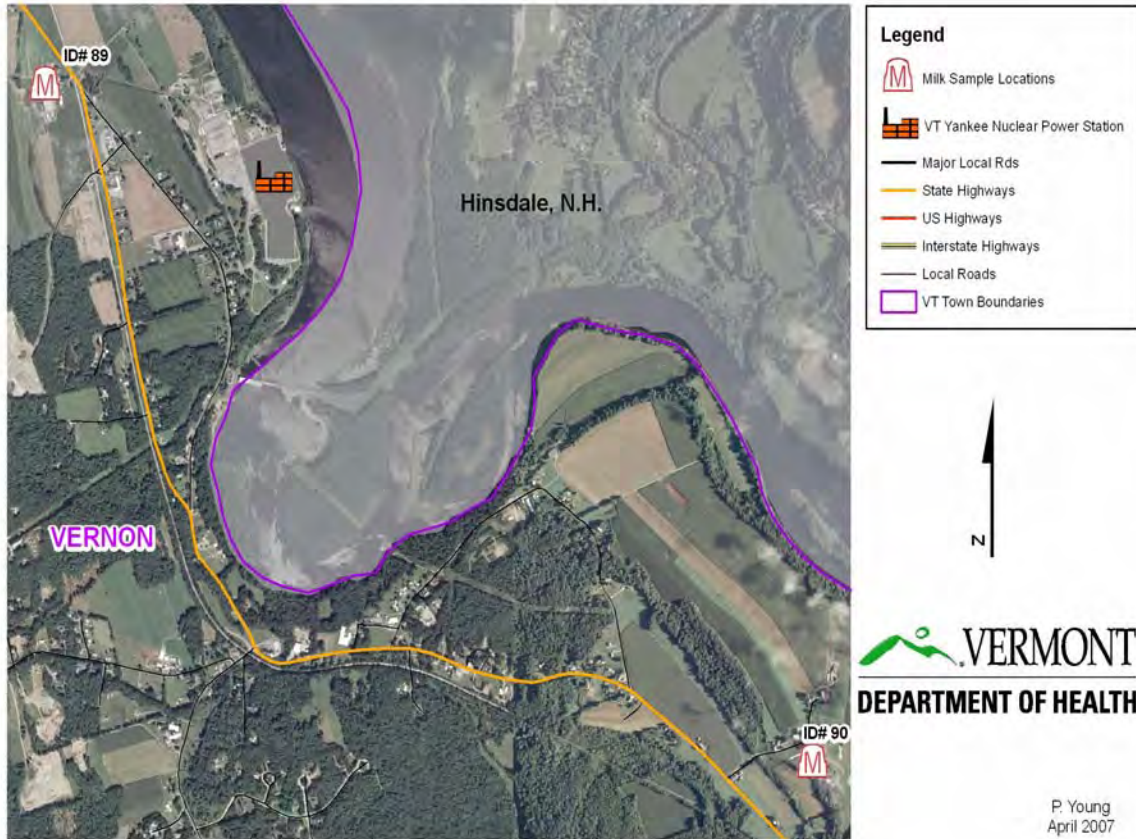 ID# 89
M
Hinsdale, N.H.
VERNON
ID# 90
M
Legend
M Milk Sample Locations
VT Yankee Nuclear Power Station
Major Local Rds
State Highways
US Highways
Interstate Highways
Local Roads
VT Town Boundaries
N
VERMONT
DEPARTMENT OF HEALTH
P. Young
April 2007